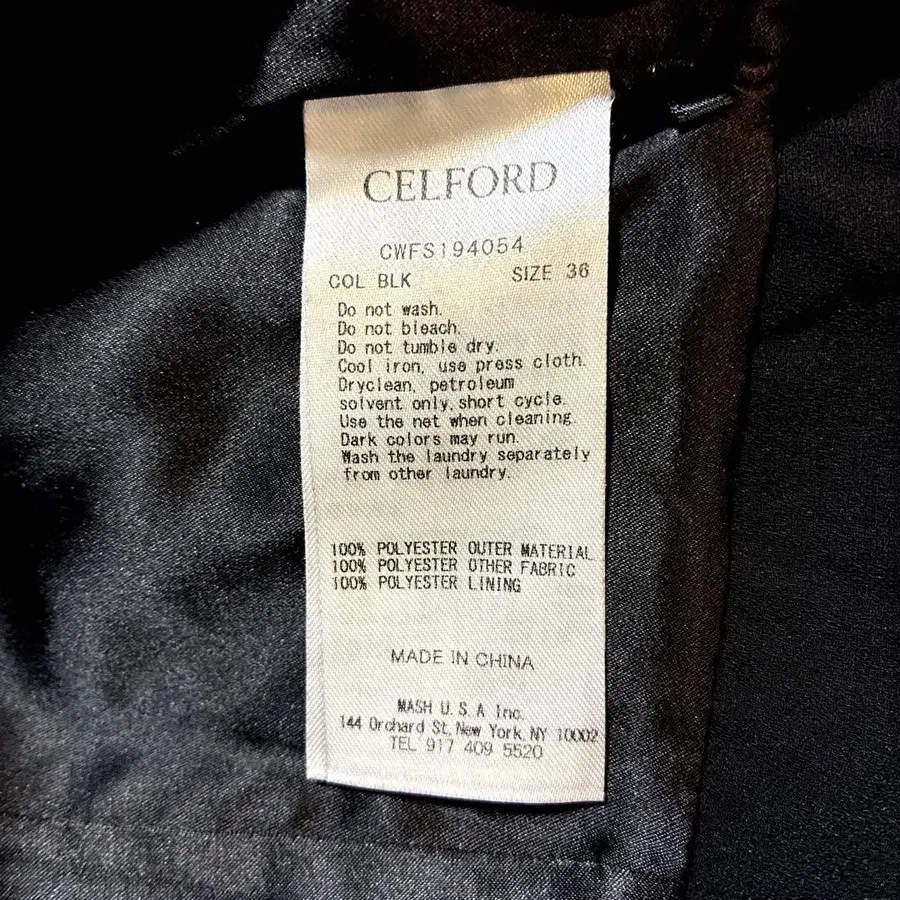 CELFORD
CWFS194054
COL BLK SIZE 36
Do not wash.
Do not bleach.
Do not tumble dry.
Cool iron, use press cloth.
Dryclean, petroleum
solvent only, short cycle.
Use the net when cleaning.
Dark colors may run.
Wash the laundry separately
from other laundry.
100% POLYESTER OUTER MATERIAL
100% POLYESTER OTHER FABRIC
100% POLYESTER LINING
MADE IN CHINA
MASH U.S.A Inc.
144 Orchard St, New York, NY 10002
TEL 917 409 5520